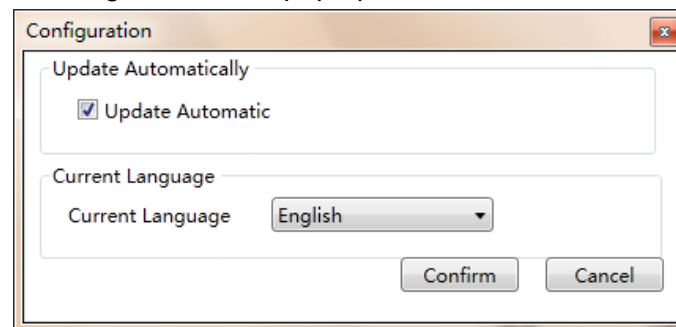 Configuration
Update Automatically
Update Automatic
Current Language
Current Language English
Confirm Cancel